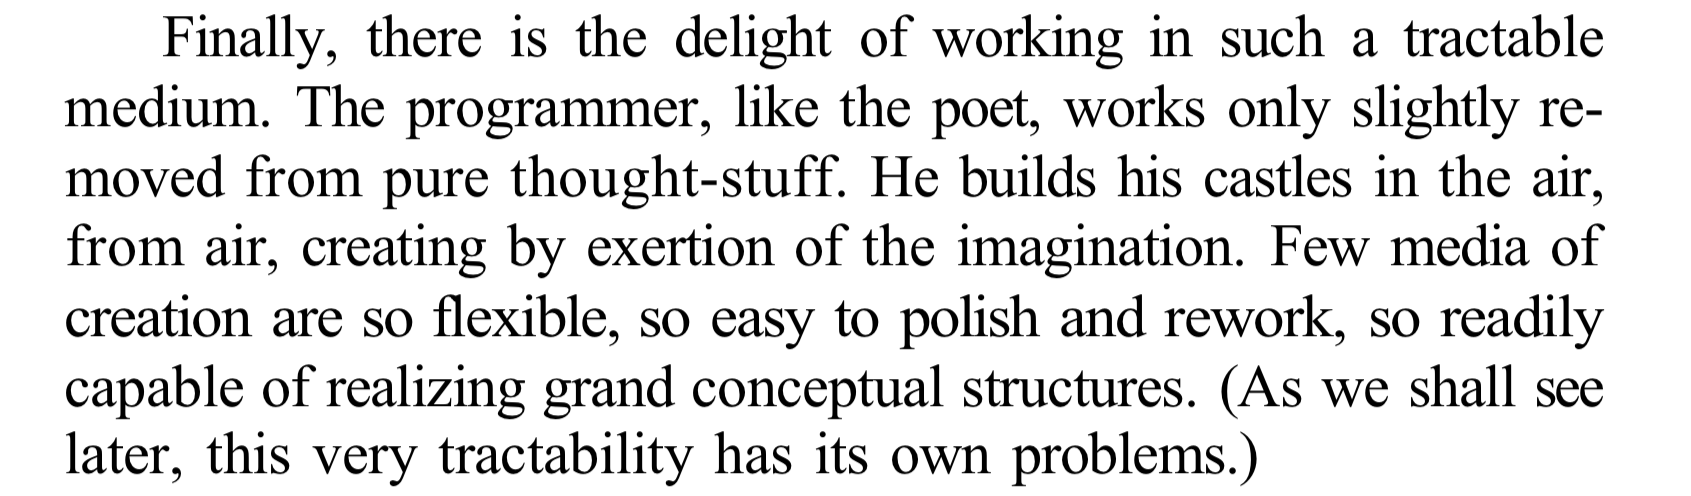 Finally, there is the delight of working in such a tractable
medium. The programmer, like the poet, works only slightly re-
moved from pure thought-stuff. He builds his castles in the air,
from air, creating by exertion of the imagination. Few media of
creation are so flexible, so easy to polish and rework, so readily
capable of realizing grand conceptual structures. (As we shall see
later, this very tractability has its own problems.)